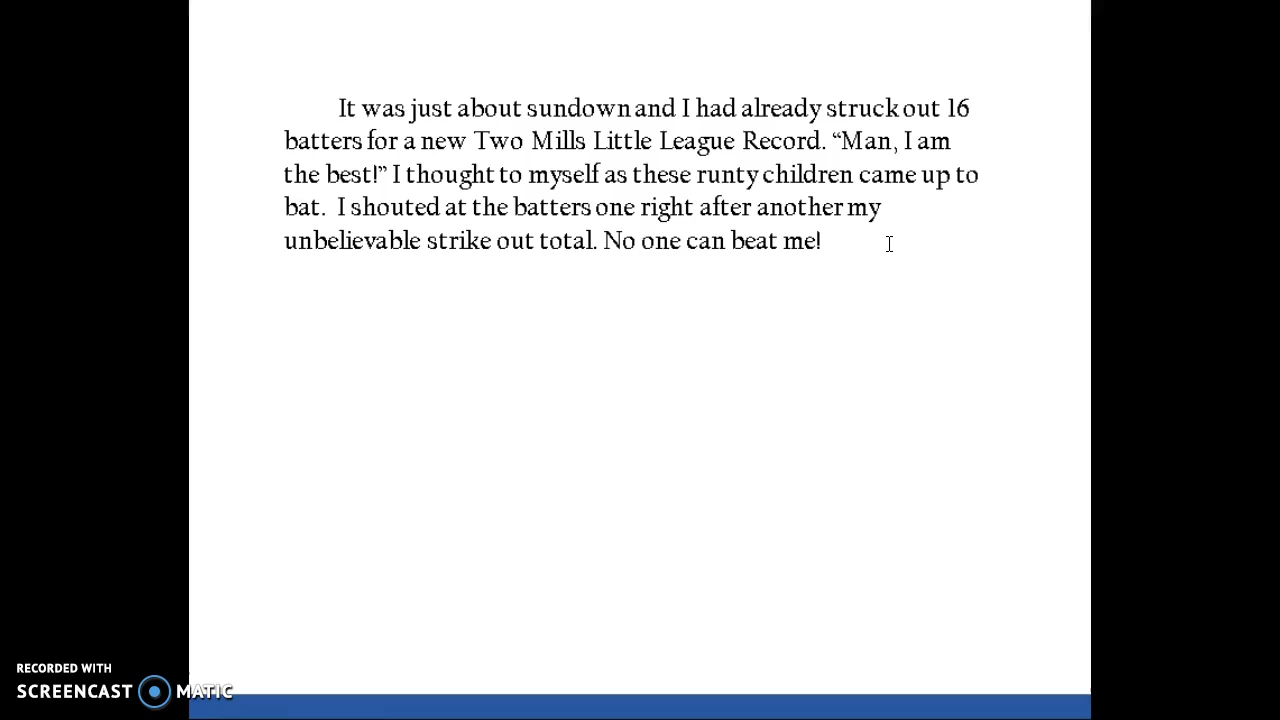 It was just about sundown and I had already struck out 16
batters for a new Two Mills Little League Record. “Man, I am
the best!” I thought to myself as these runty children came up to
bat.  I shouted at the batters one right after another my
unbelievable strike out total. No one can beat me!
RECORDED WITH
SCREENCAST MATIC